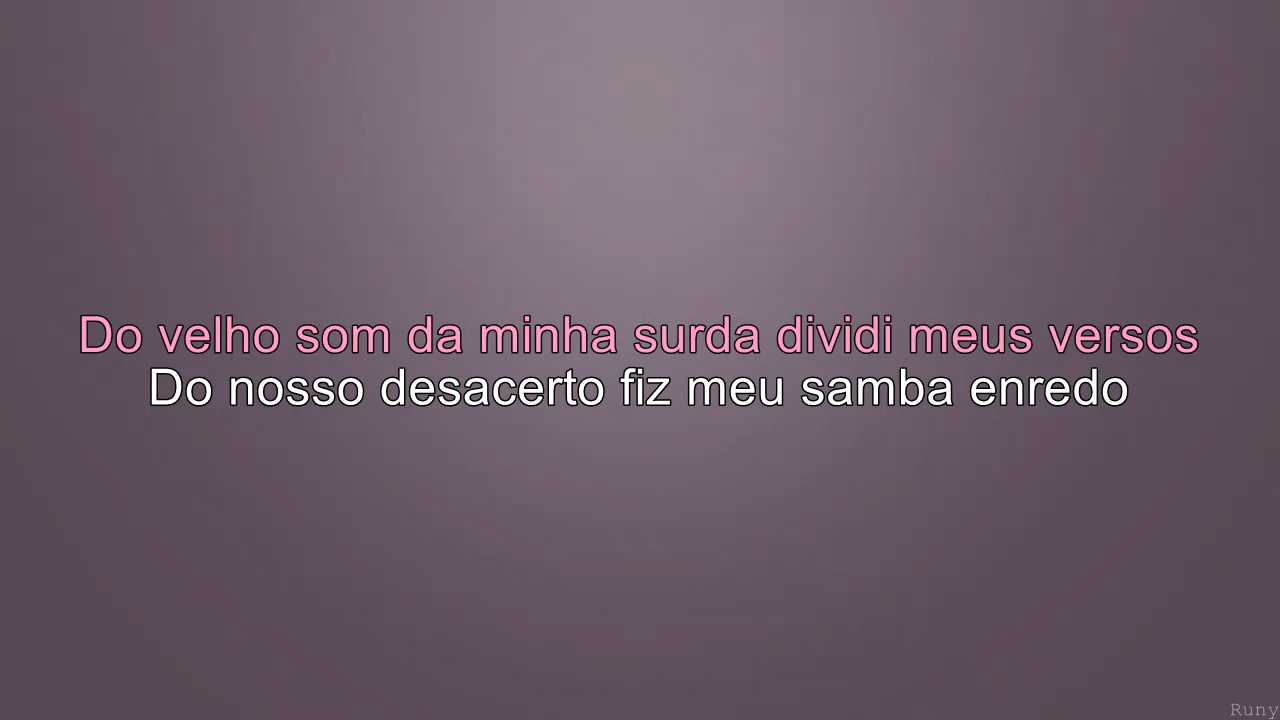 Do velho som da minha surda dividi meus versos
Do nosso desacerto fiz meu samba enredo
Runy